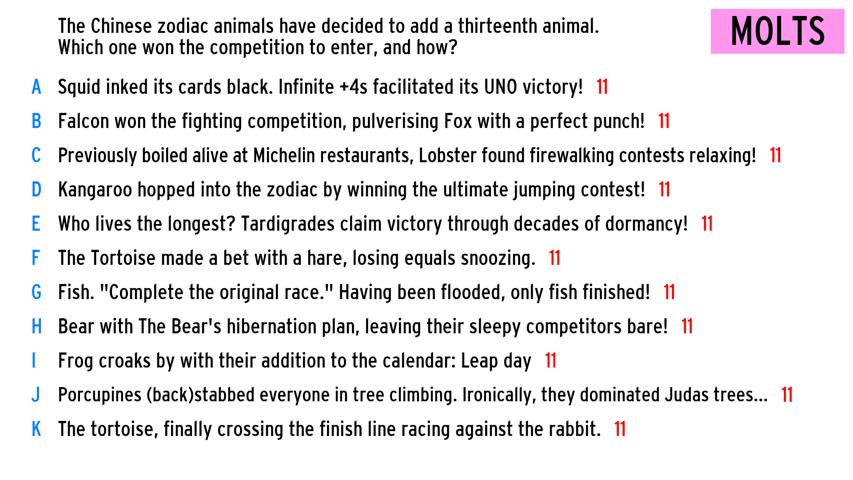 The Chinese zodiac animals have decided to add a thirteenth animal.
Which one won the competition to enter, and how?
MOLTS
A Squid inked its cards black. Infinite +4s facilitated its UNO victory! 11
B Falcon won the fighting competition, pulverising Fox with a perfect punch! 11
C Previously boiled alive at Michelin restaurants, Lobster found firewalking contests relaxing! 11
D Kangaroo hopped into the zodiac by winning the ultimate jumping contest! 11
E Who lives the longest? Tardigrades claim victory through decades of dormancy! 11
F The Tortoise made a bet with a hare, losing equals snoozing. 11
G Fish. "Complete the original race." Having been flooded, only fish finished! 11
H Bear with The Bear's hibernation plan, leaving their sleepy competitors bare! 11
I Frog croaks by with their addition to the calendar: Leap day 11
J Porcupines (back)stabbed everyone in tree climbing. Ironically, they dominated Judas trees... 11
K The tortoise, finally crossing the finish line racing against the rabbit. 11